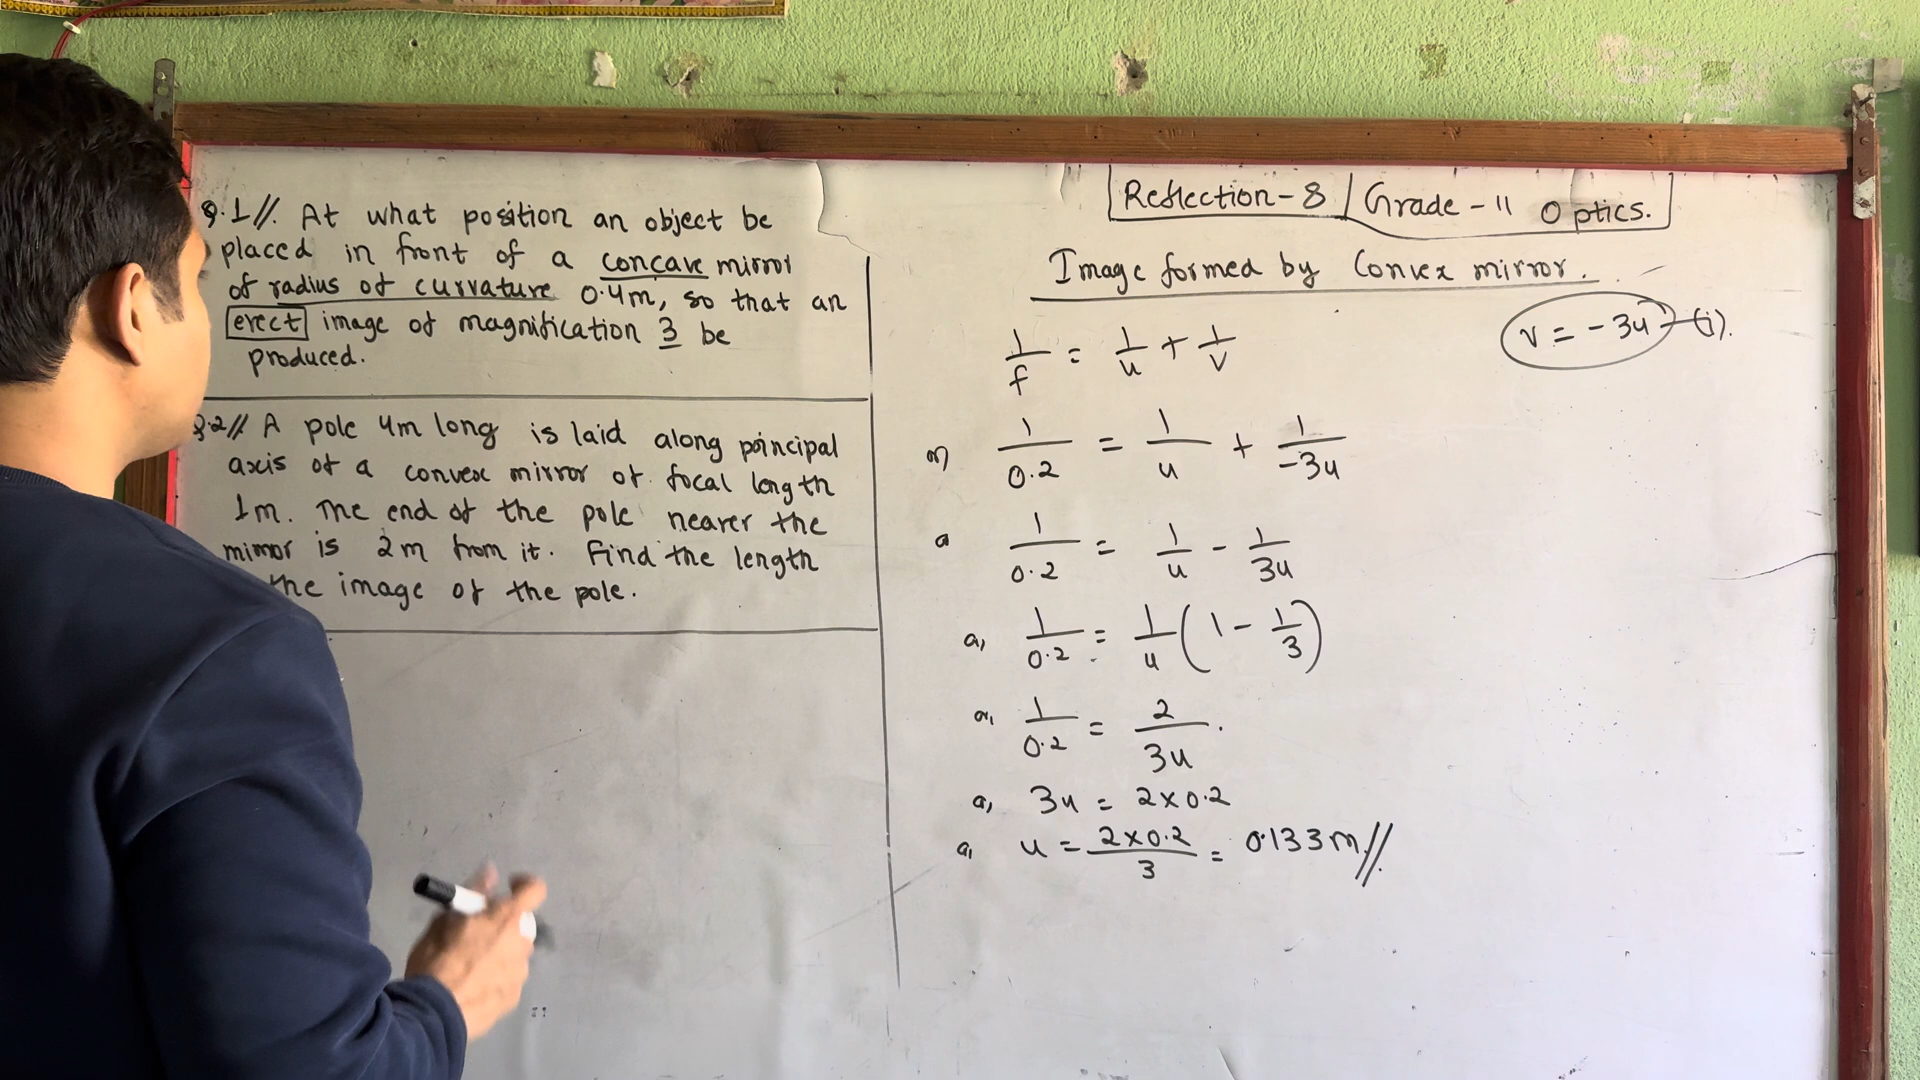 Q.1//. At what position an object be
placed in front of a concave mirror
of radius of curvature 0.4m, so that an
erect image of magnification 3 be
produced.
Q.2// A pole 4m long is laid along principal
axis of a convex mirror of focal length
1m. The end of the pole nearer the
mirror is 2m from it. Find the length
the image of the pole.
Reflection-8 Grade-11 Optics.
Image formed by Convex mirror.
v = -3u - (i).
1/f = 1/u + 1/v
or 1/0.2 = 1/u + 1/-3u
or 1/0.2 = 1/u - 1/3u
or, 1/0.2 = 1/u (1 - 1/3)
or, 1/0.2 = 2/3u.
or, 3u = 2x0.2
or, u = 2x0.2/3 = 0.133m//